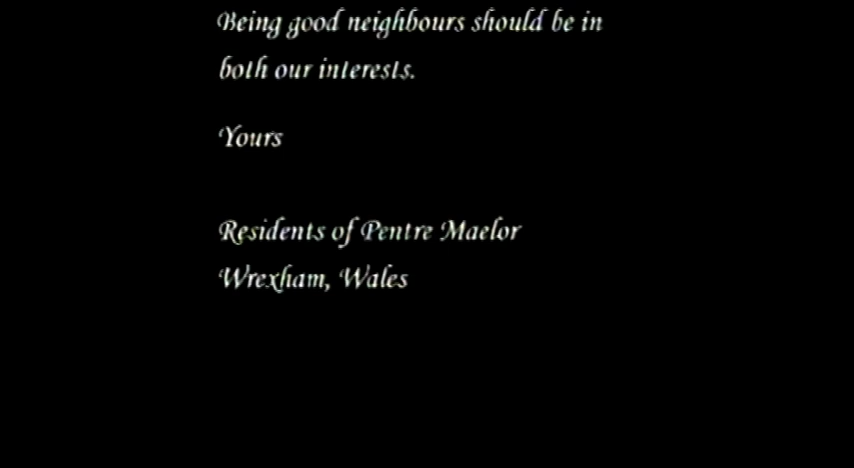 Being good neighbours should be in
both our interests.
Yours
Residents of Pentre Maelor
Wrexham, Wales